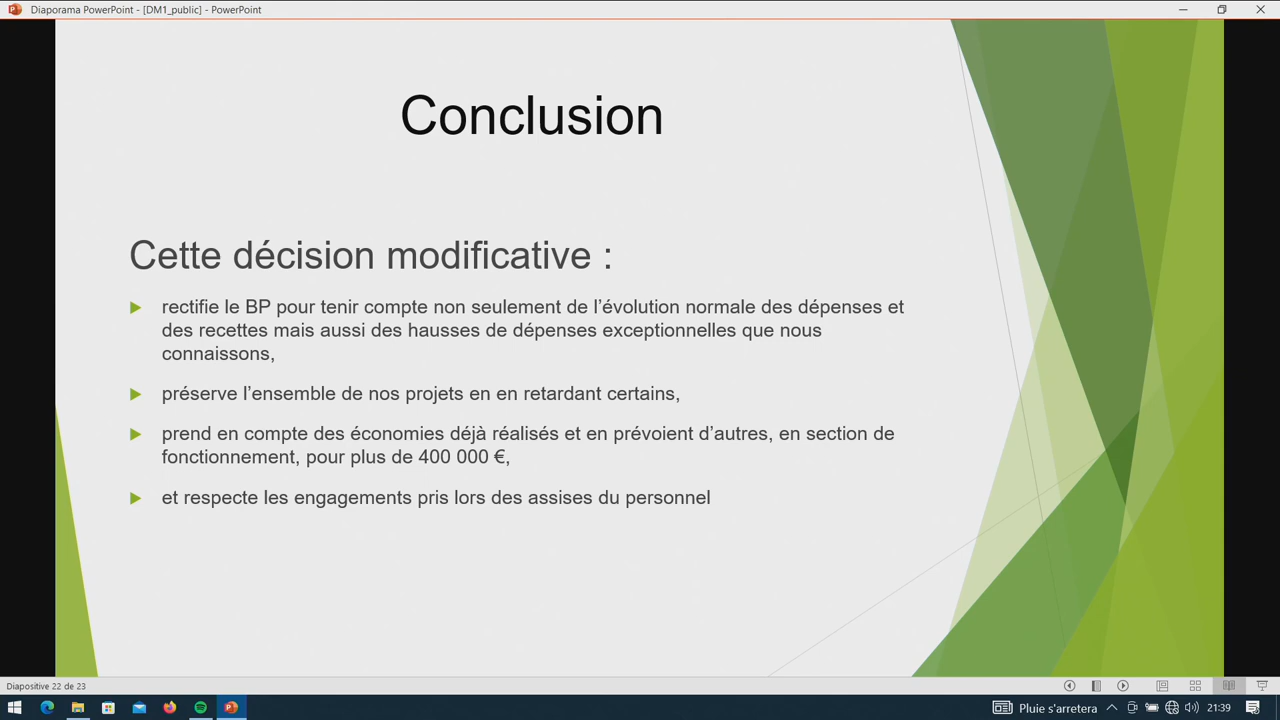 Diaporama PowerPoint - [DM1_public] - PowerPoint
Conclusion
Cette décision modificative :
rectifie le BP pour tenir compte non seulement de l’évolution normale des dépenses et
des recettes mais aussi des hausses de dépenses exceptionnelles que nous
connaissons,
préserve l’ensemble de nos projets en en retardant certains,
prend en compte des économies déjà réalisés et en prévoient d’autres, en section de
fonctionnement, pour plus de 400 000 €,
et respecte les engagements pris lors des assises du personnel
Diapositive 22 de 23
Pluie s'arretera
21:39